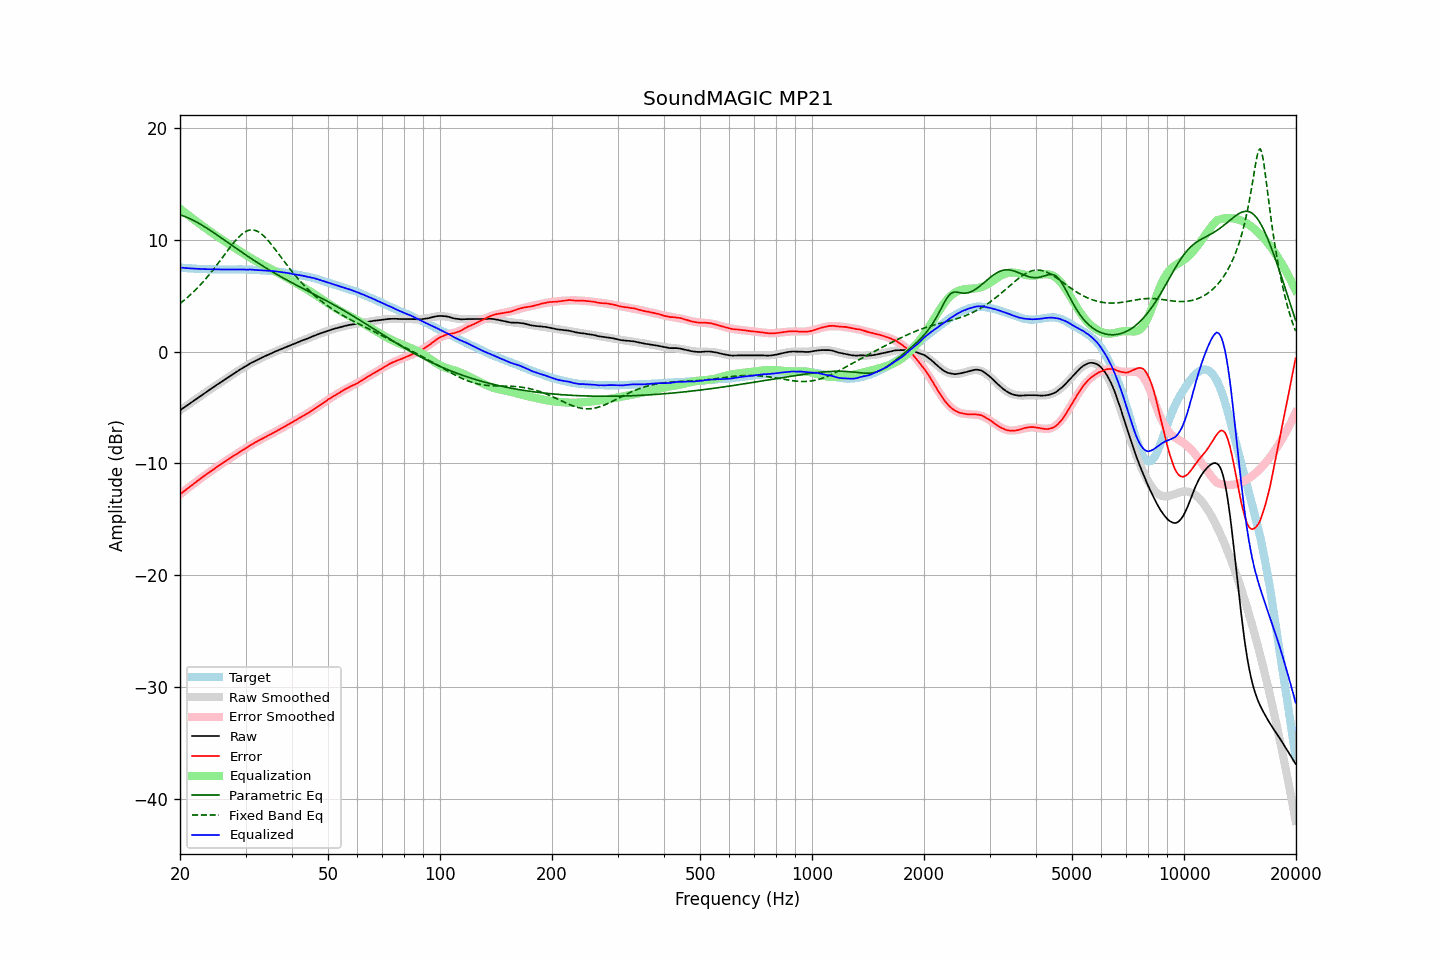 SoundMAGIC MP21
20
10
0
−10
−20
−30
−40
Amplitude (dBr)
Target
Raw Smoothed
Error Smoothed
Raw
Error
Equalization
Parametric Eq
Fixed Band Eq
Equalized
20 50 100 200 500 1000 2000 5000 10000 20000
Frequency (Hz)